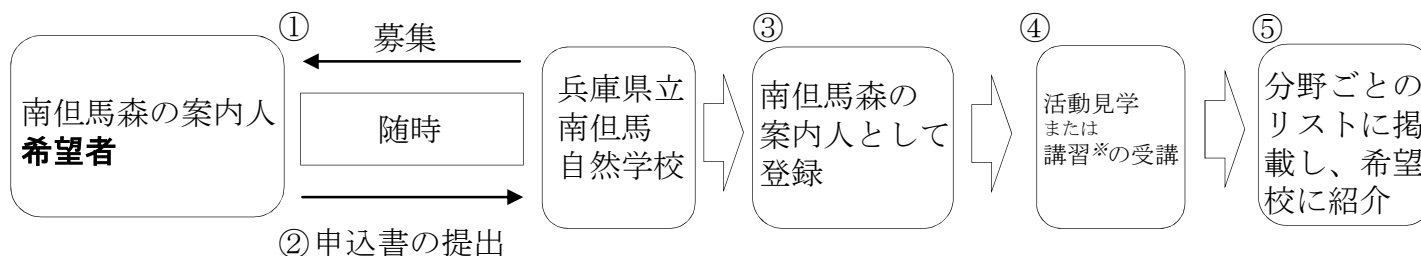 ①
募集
南但馬森の案内人
希望者
随時
②申込書の提出
兵庫県立
南但馬
自然学校
③
南但馬森の
案内人として
登録
④
活動見学
または
講習※の受講
⑤
分野ごとの
リストに掲
載し、希望
校に紹介